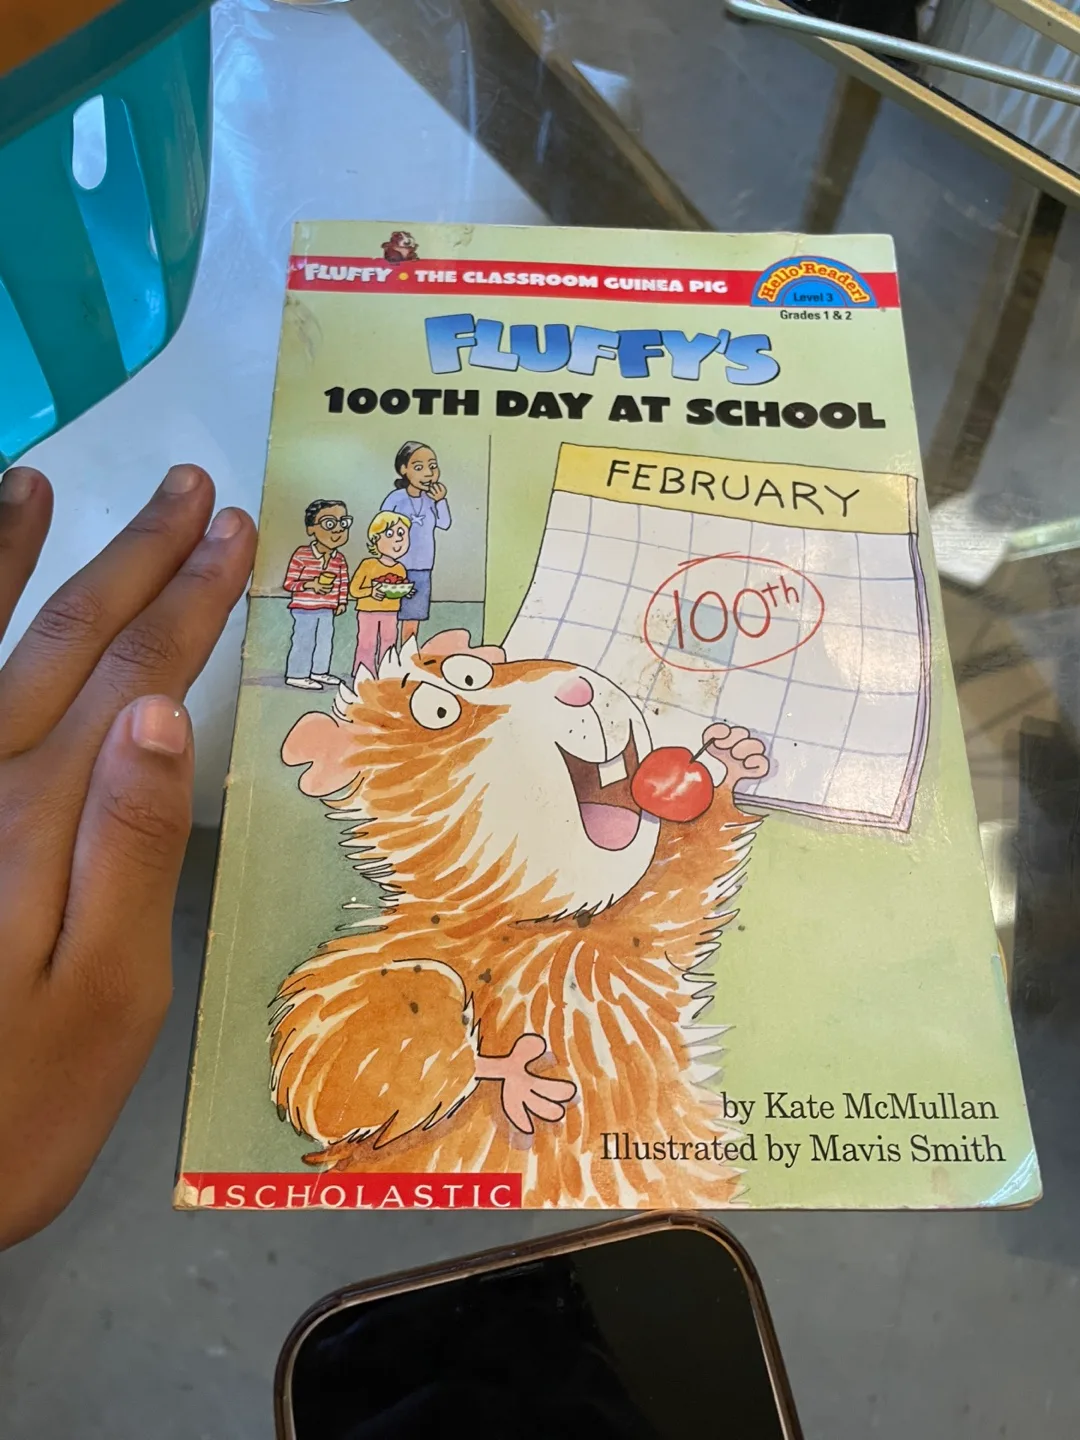 FLUFFY • THE CLASSROOM GUINEA PIG
Hello Reader!
Level 3
Grades 1 & 2
FLUFFY'S
100TH DAY AT SCHOOL
FEBRUARY
100th
by Kate McMullan
Illustrated by Mavis Smith
SCHOLASTIC